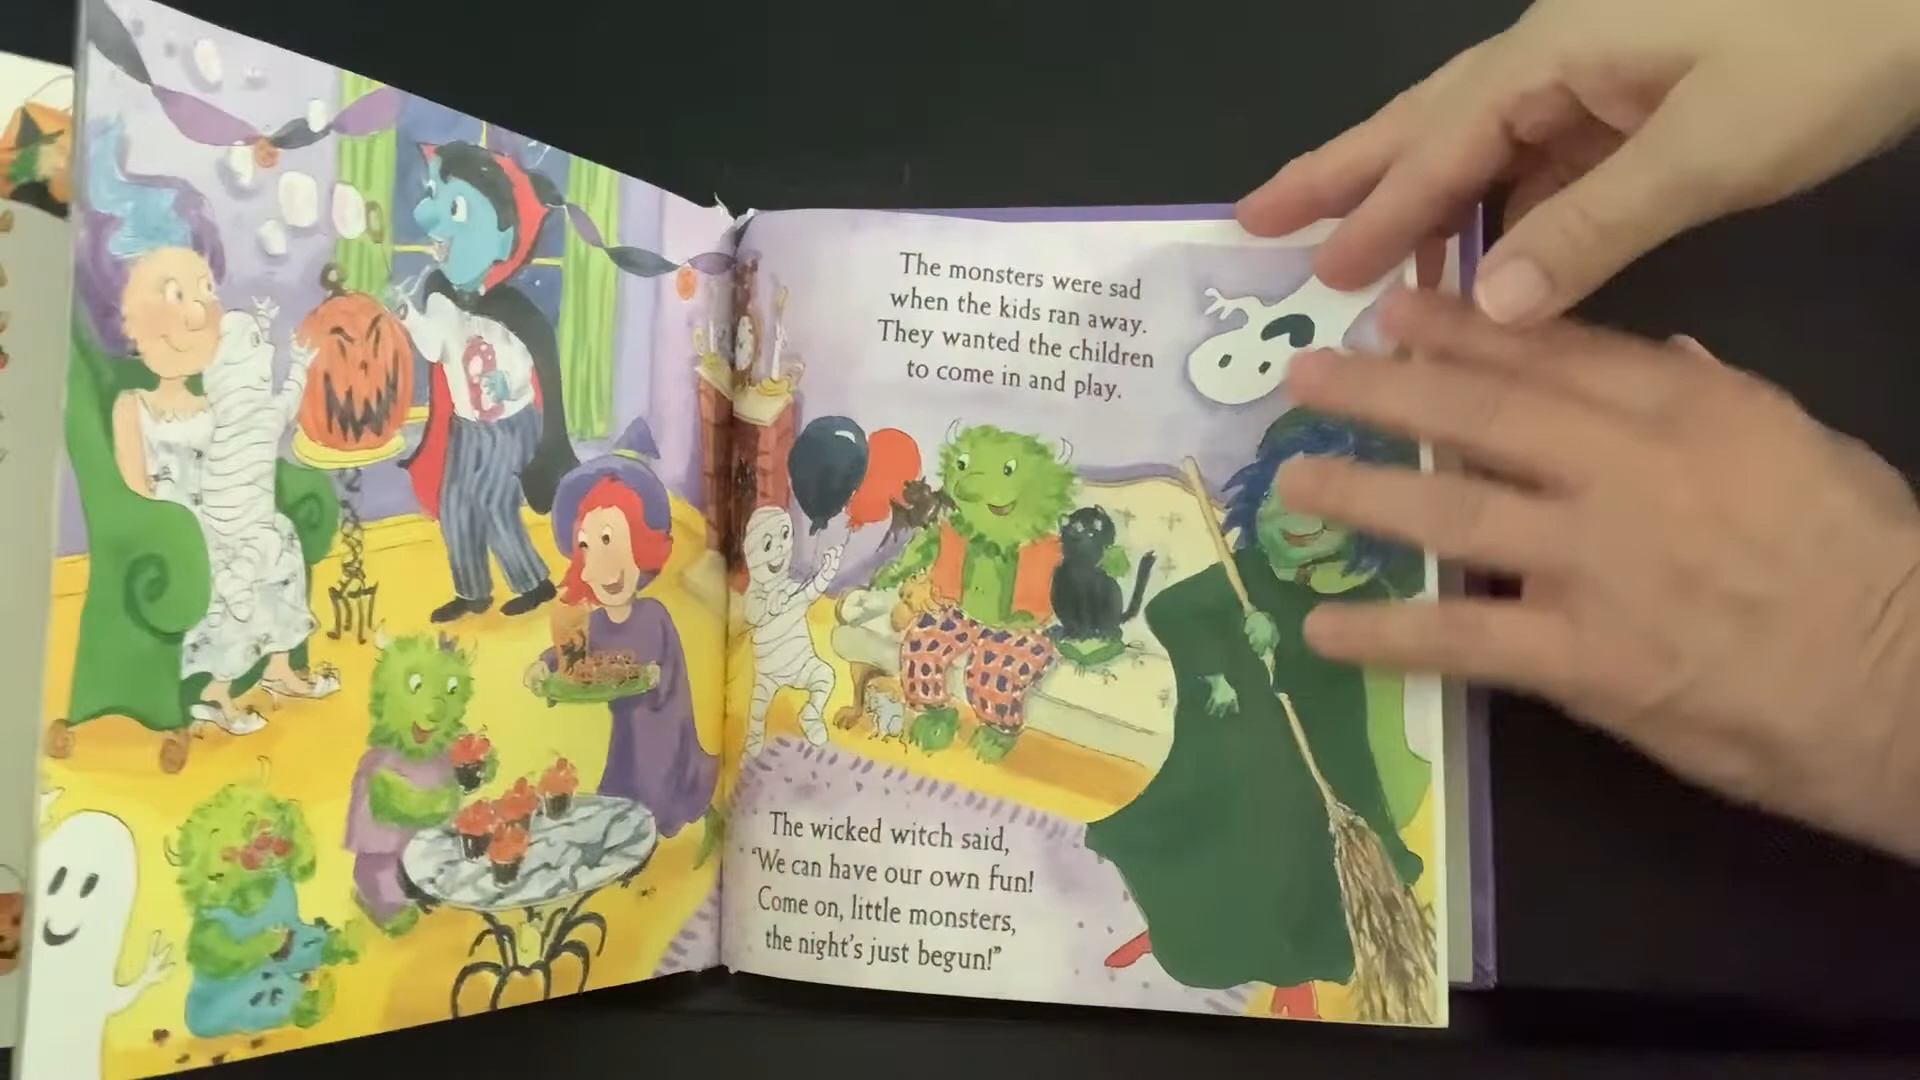 The monsters were sad
when the kids ran away.
They wanted the children
to come in and play.
The wicked witch said,
“We can have our own fun!
Come on, little monsters,
the night’s just begun!”